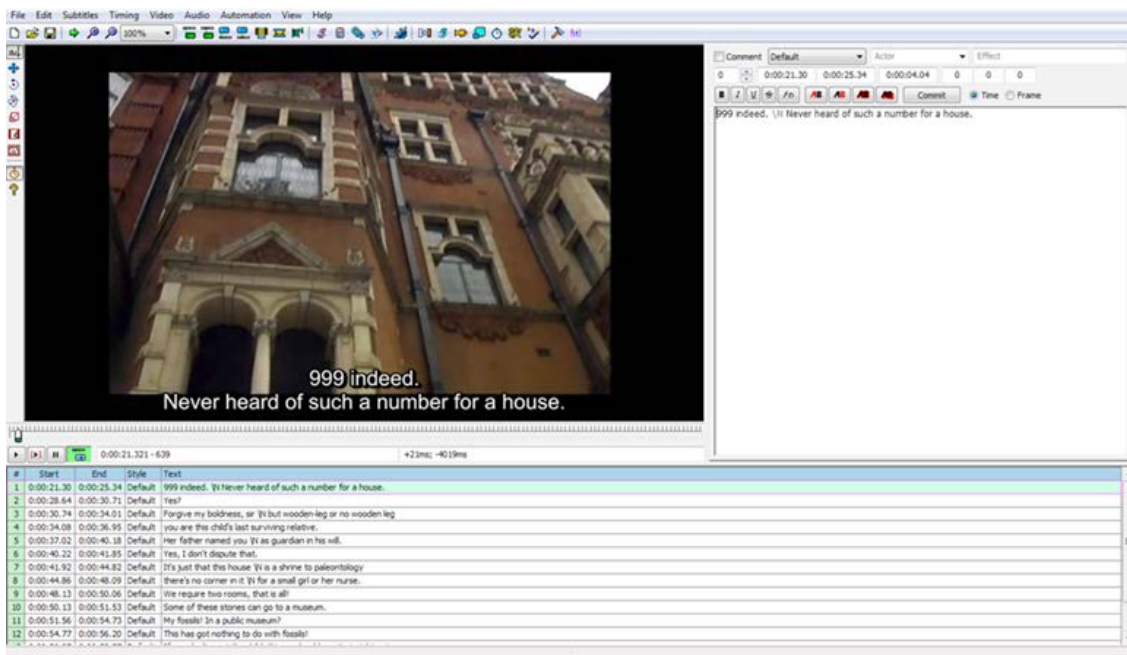 File Edit Subtitles Timing Video Audio Automation View Help
100%
Comment Default Actor Effect
0 0:00:21.30 0:00:25.34 0:00:04.04 0 0 0
B I U S Fn AB AB AB AB Commit Time Frame
999 indeed. \N Never heard of such a number for a house.
999 indeed.
Never heard of such a number for a house.
0:00:21.321 - 639 +21ms; -4019ms
# Start End Style Text
1 0:00:21.30 0:00:25.34 Default 999 indeed. \N Never heard of such a number for a house.
2 0:00:28.64 0:00:30.71 Default Yes?
3 0:00:30.74 0:00:34.01 Default Forgive my boldness, sir \N but wooden-leg or no wooden leg
4 0:00:34.08 0:00:36.95 Default you are this child's last surviving relative.
5 0:00:37.02 0:00:40.18 Default Her father named you \N as guardian in his will.
6 0:00:40.22 0:00:41.85 Default Yes, I don't dispute that.
7 0:00:41.92 0:00:44.82 Default It's just that this house \N is a shrine to paleontology
8 0:00:44.86 0:00:48.09 Default there's no corner in it \N for a small girl or her nurse.
9 0:00:48.13 0:00:50.06 Default We require two rooms, that is all!
10 0:00:50.13 0:00:51.53 Default Some of these stones can go to a museum.
11 0:00:51.56 0:00:54.73 Default My fossils! In a public museum?
12 0:00:54.77 0:00:56.20 Default This has got nothing to do with fossils!